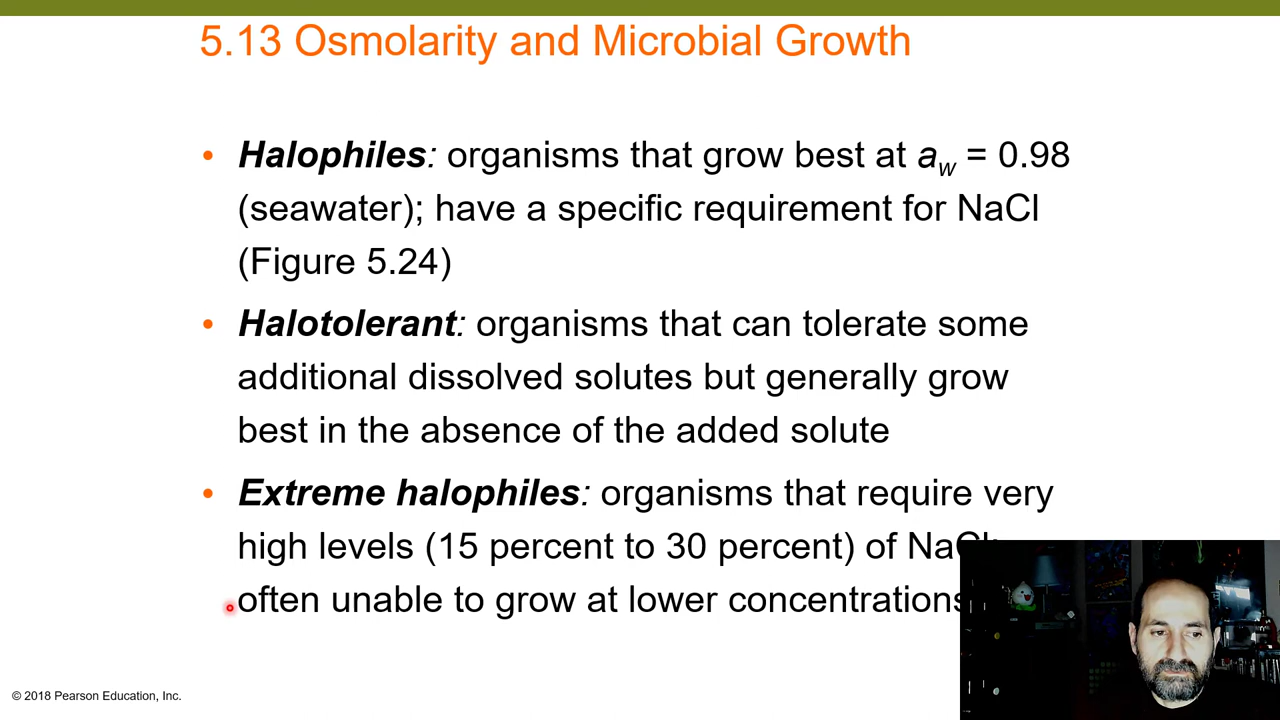 5.13 Osmolarity and Microbial Growth
• Halophiles: organisms that grow best at aw = 0.98
(seawater); have a specific requirement for NaCl
(Figure 5.24)
• Halotolerant: organisms that can tolerate some
additional dissolved solutes but generally grow
best in the absence of the added solute
• Extreme halophiles: organisms that require very
high levels (15 percent to 30 percent) of
often unable to grow at lower concentrations
© 2018 Pearson Education, Inc.